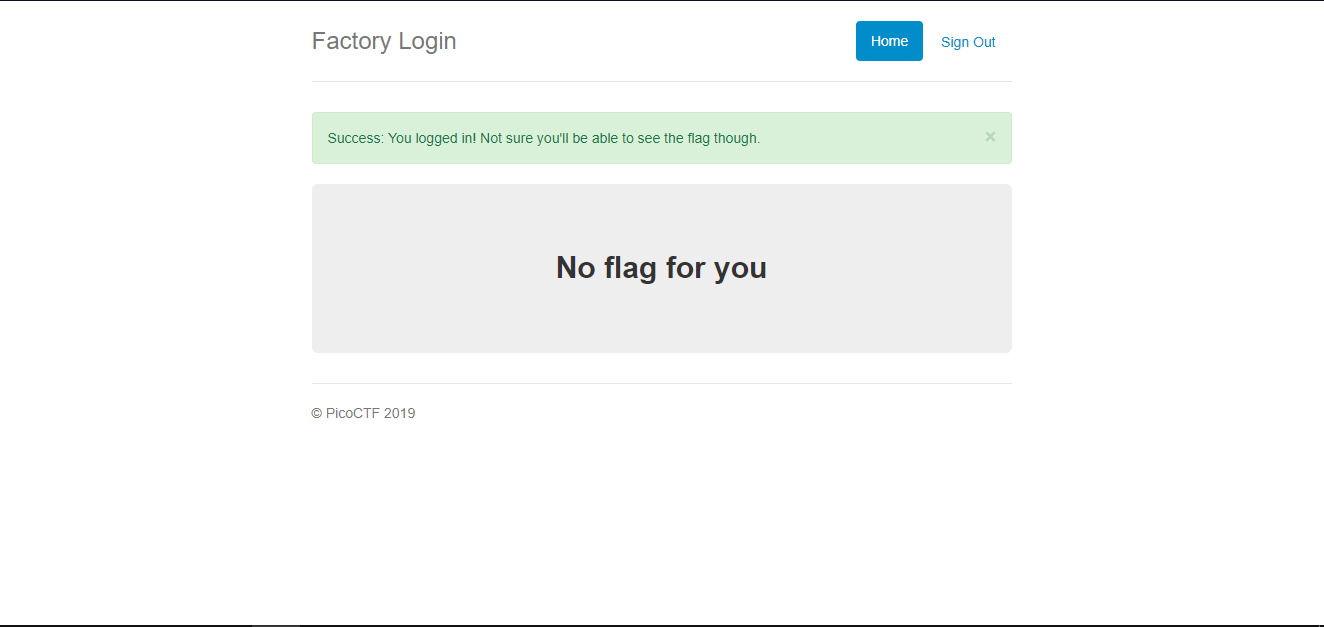 Factory Login
Home
Sign Out
Success: You logged in! Not sure you'll be able to see the flag though.
×
No flag for you
© PicoCTF 2019